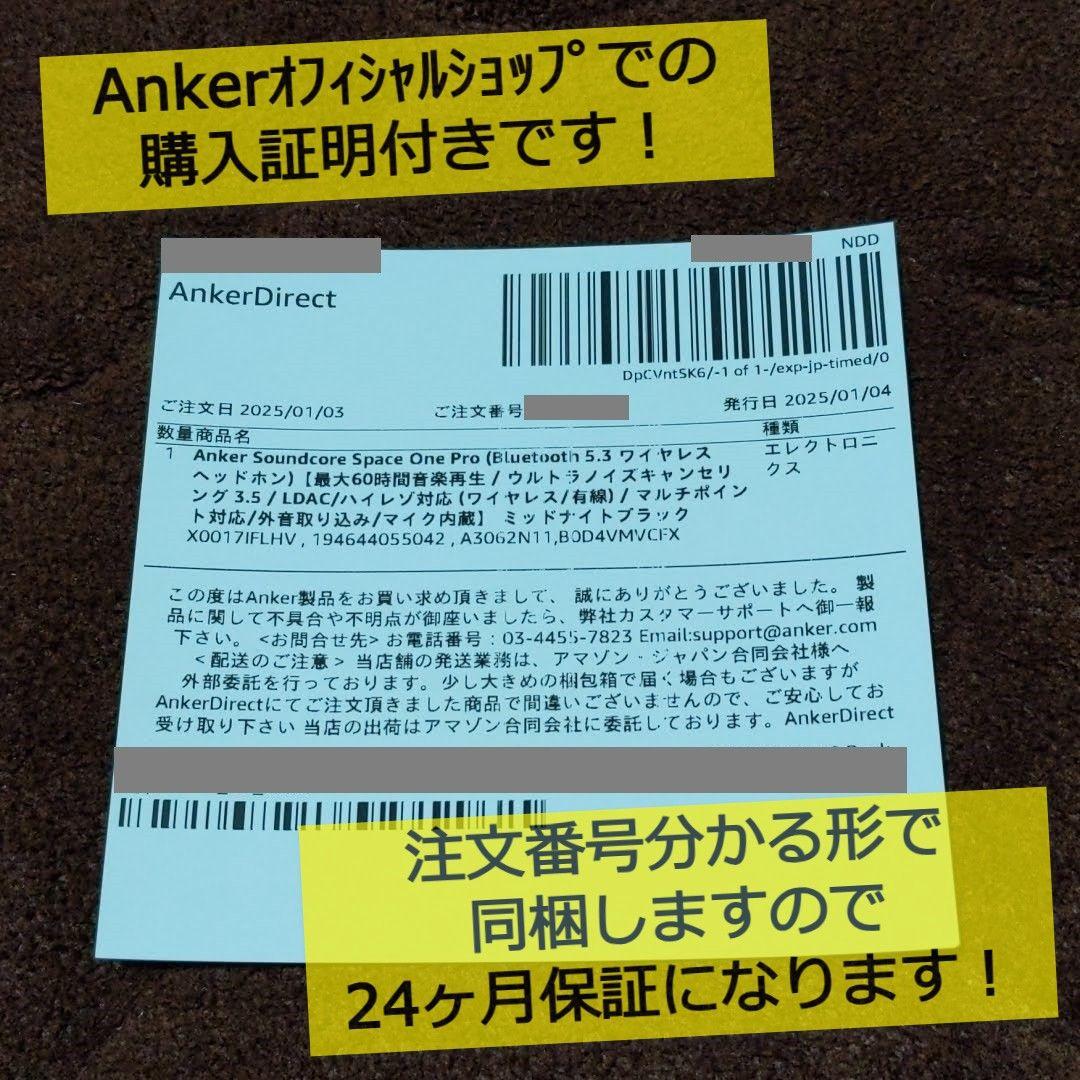 Ankerｵﾌｨｼｬﾙｼｮｯﾌﾟでの
購入証明付きです！
NDD
AnkerDirect
DpCVntSK6/-1 of 1-/exp-jp-timed/0
ご注文日 2025/01/03
ご注文番号
発行日 2025/01/04
数量商品名
種類
1 Anker Soundcore Space One Pro (Bluetooth 5.3 ワイヤレス
エレクトロニ
クス
ヘッドホン)【最大60時間音楽再生 / ウルトラノイズキャンセリ
ング 3.5 / LDAC/ハイレゾ対応 (ワイヤレス/有線) / マルチポイン
ト対応/外音取り込み/マイク内蔵】 ミッドナイトブラック
X0017IFLHV , 194644055042 , A3062N11,B0D4VMVCFX
この度はAnker製品をお買い求め頂きまして、 誠にありがとうございました。 製
品に関して不具合や不明点が御座いましたら、弊社カスタマーサポートへ御一報
下さい。 <お問合せ先> お電話番号：03-4455-7823 Email:support@anker.com
＜配送のご注意＞ 当店舗の発送業務は、アマゾン・ジャパン合同会社様へ
外部委託を行っております。少し大きめの梱包箱で届く場合もございますが
AnkerDirectにてご注文頂きました商品で間違いございませんので、ご安心してお
受け取り下さい 当店の出荷はアマゾン合同会社に委託しております。AnkerDirect
注文番号分かる形で
同梱しますので
24ヶ月保証になります！